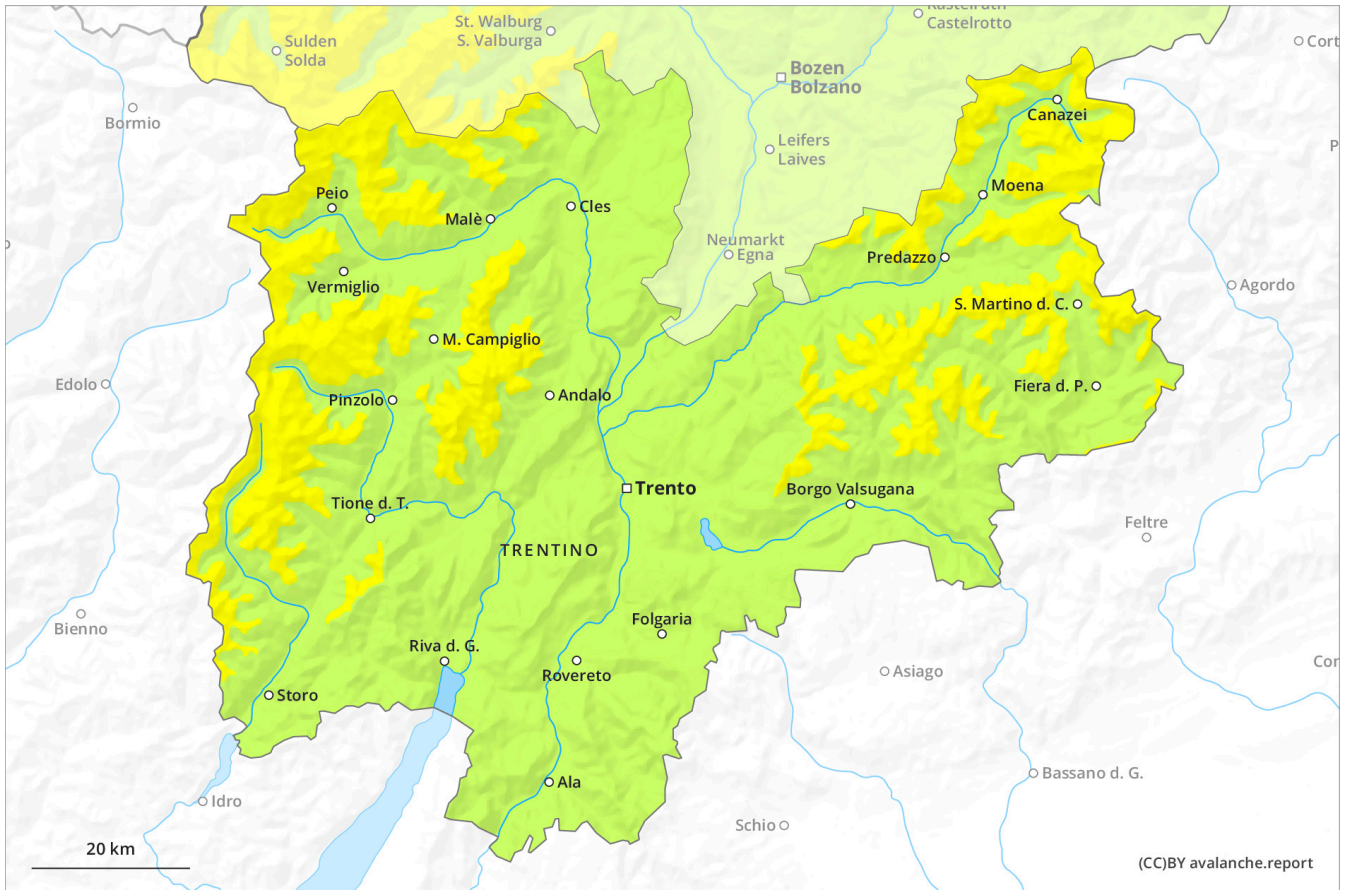 Kastelruth
Castelrotto
St. Walburg
S. Valburga
Sulden
Solda
Cort
Bozen
Bolzano
Bormio
Canazei
Leifers
Laives
P
Moena
Peio
Malè
Cles
Neumarkt
Egna
Predazzo
Vermiglio
Agordo
S. Martino d. C.
M. Campiglio
Edolo
Andalo
Fiera d. P.
Pinzolo
Trento
Borgo Valsugana
Tione d. T.
Feltre
TRENTINO
Bienno
Folgaria
Riva d. G.
Rovereto
Asiago
Cor
Storo
Ala
Bassano d. G.
Idro
Schio
20 km
(CC)BY avalanche.report